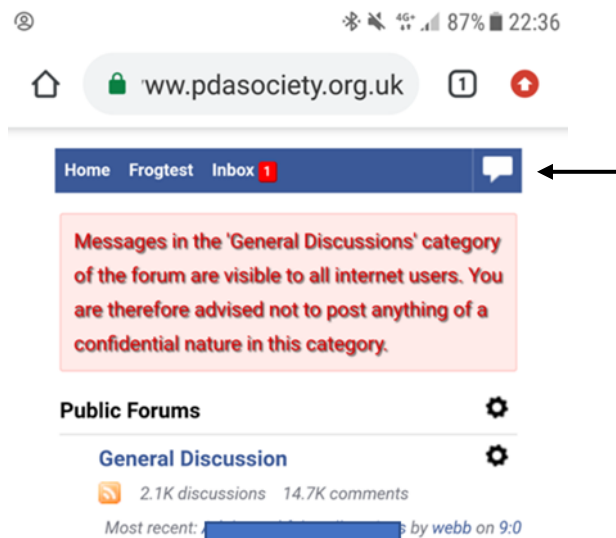 4G+ 87% 22:36
ww.pdasociety.org.uk 1
Home Frogtest Inbox 1
Messages in the 'General Discussions' category
of the forum are visible to all internet users. You
are therefore advised not to post anything of a
confidential nature in this category.
Public Forums
General Discussion
2.1K discussions 14.7K comments
Most recent: by webb on 9:0